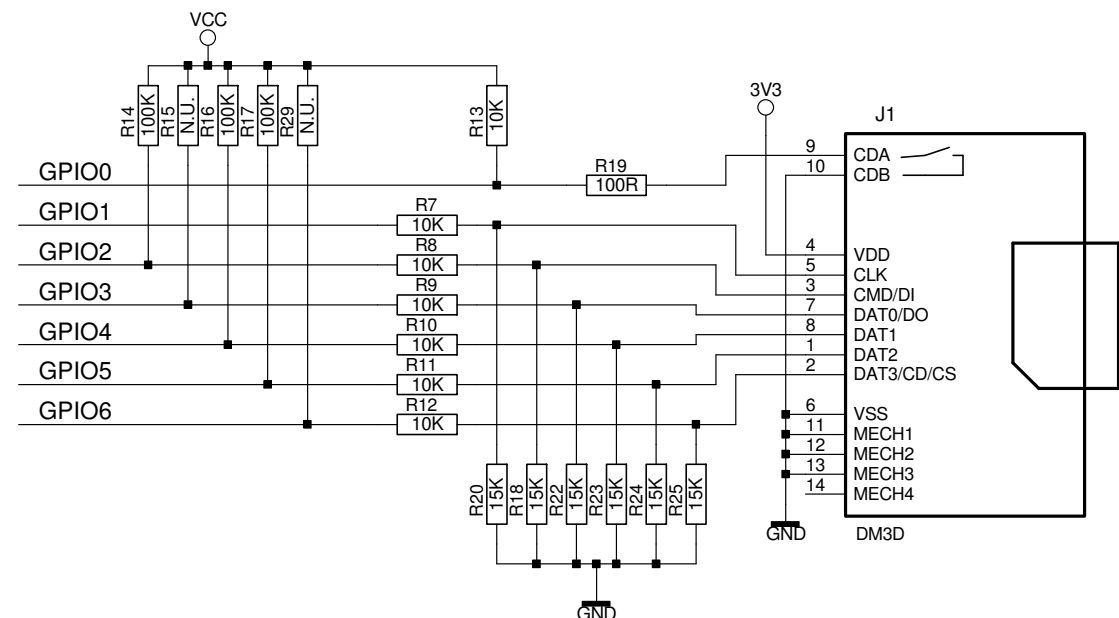 VCC
R14 100K
R15 N.U.
R16 100K
R17 100K
R29 N.U.
R13 10K
3V3
J1
GPIO0
R19
100R
9 CDA
10 CDB
GPIO1
R7
10K
GPIO2
R8
10K
4 VDD
5 CLK
GPIO3
R9
10K
3 CMD/DI
7 DAT0/DO
GPIO4
R10
10K
8 DAT1
1 DAT2
GPIO5
R11
10K
2 DAT3/CD/CS
GPIO6
R12
10K
6 VSS
11 MECH1
12 MECH2
13 MECH3
14 MECH4
R20 15K
R18 15K
R22 15K
R23 15K
R24 15K
R25 15K
GND
DM3D
GND